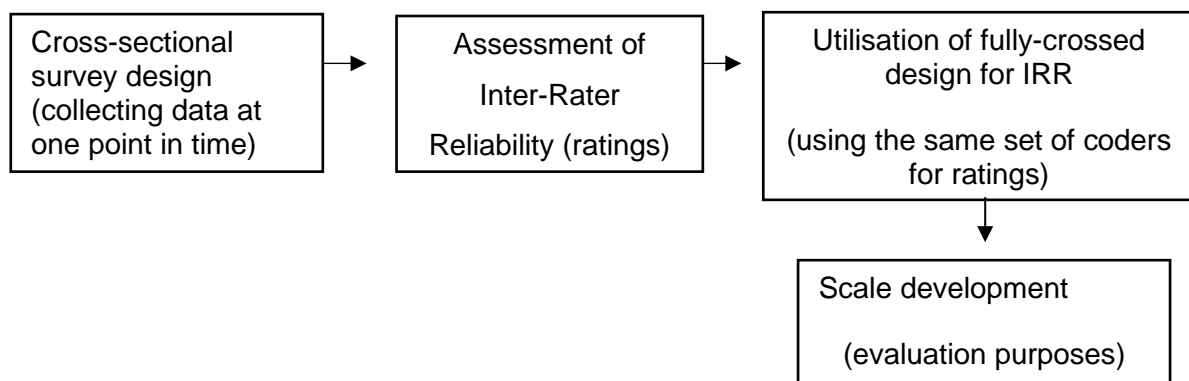 Cross-sectional
survey design
(collecting data at
one point in time)
Assessment of
Inter-Rater
Reliability (ratings)
Utilisation of fully-crossed
design for IRR
(using the same set of coders
for ratings)
Scale development
(evaluation purposes)